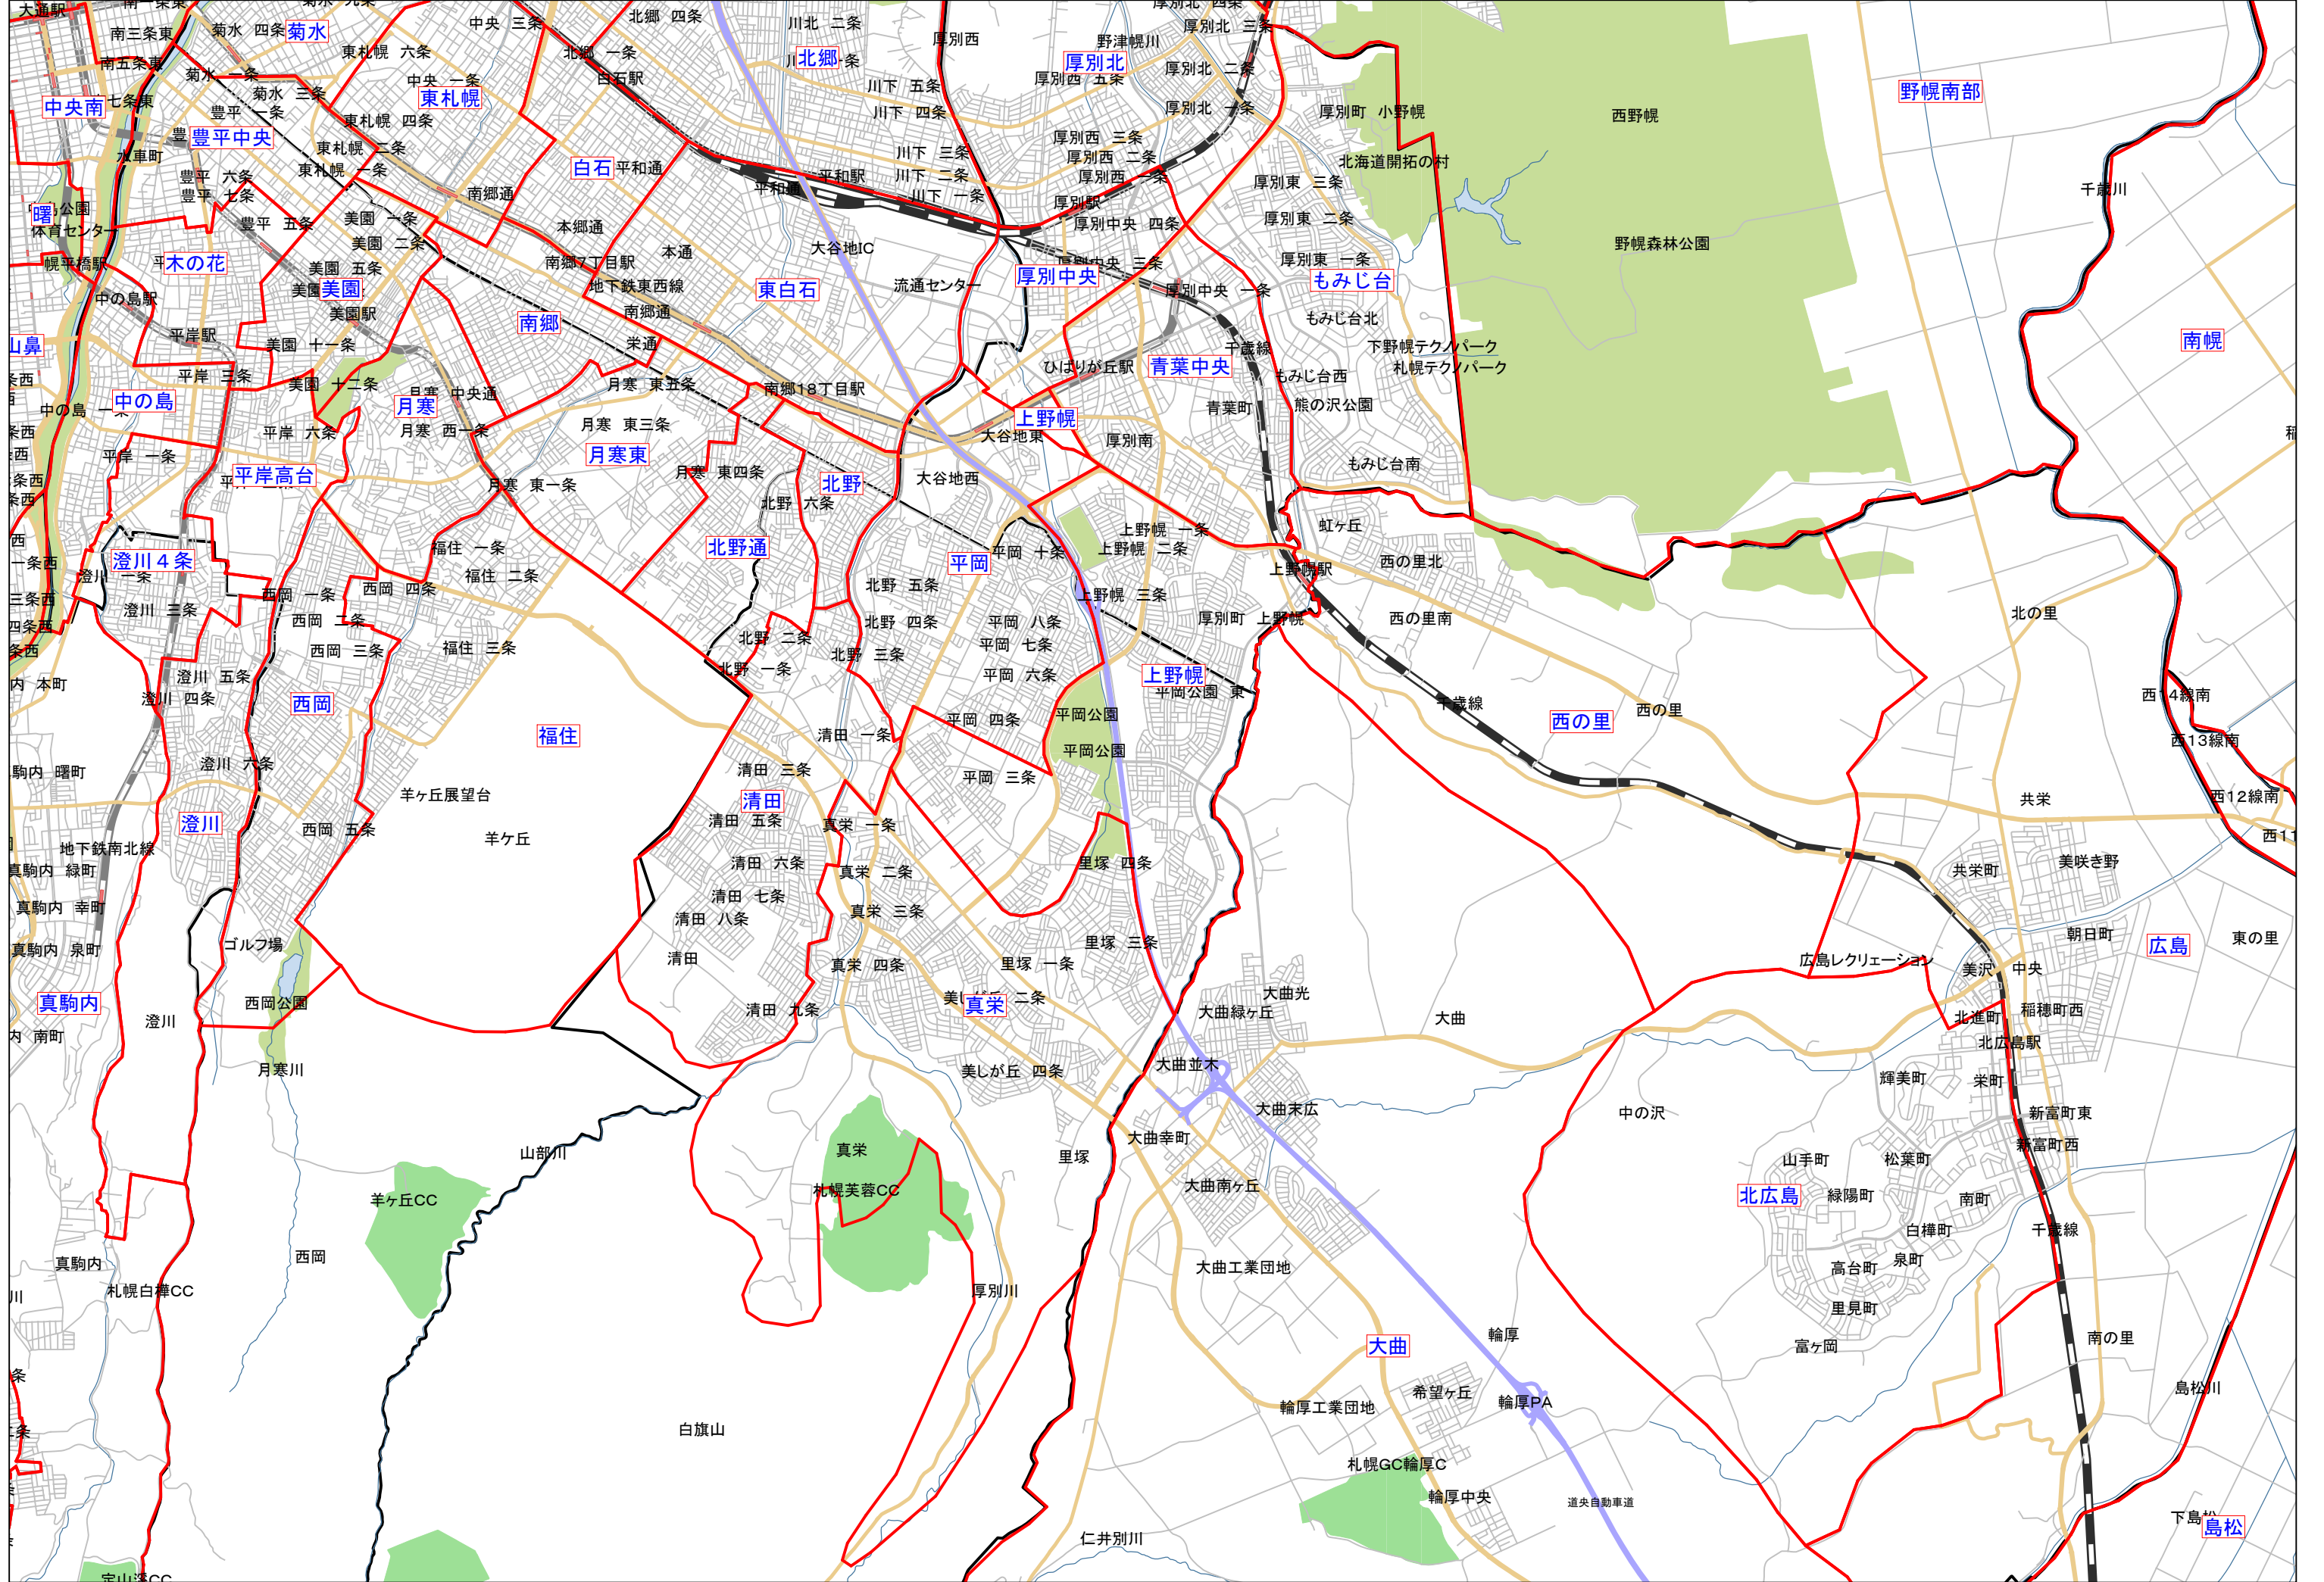 大通駅
南三条東
菊水 四条
菊水
東札幌 六条
中央 三条
北郷 四条
川北 二条
厚別西
厚別北 三条
野津幌川
南五条東
菊水 一条
中央 一条
北郷 一条
白石駅
北郷
厚別北
厚別西 五条
厚別北 二条
野幌南部
中央南
七条東
菊水 三条
東札幌
川下 五条
豊平 一条
東札幌 四条
川下 四条
厚別北 一条
厚別町 小野幌
西野幌
豊平中央
水車町
東札幌 二条
東札幌 一条
白石
平和通
川下 三条
厚別西 三条
厚別西 二条
北海道開拓の村
豊平 六条
豊平 七条
南郷通
平和通
平和駅
川下 二条
川下 一条
厚別西 一条
厚別東 三条
千歳川
曙
体育センター
豊平 五条
美園 一条
本郷通
厚別駅
厚別中央 四条
厚別東 二条
幌平橋駅
木の花
美園 二条
南郷7丁目駅
本通
大谷地IC
野幌森林公園
美園 五条
地下鉄東西線
東白石
流通センター
厚別中央
厚別中央 三条
厚別東 一条
もみじ台
中の島駅
美園
美園駅
南郷
南郷通
厚別中央 一条
もみじ台北
山鼻
平岸駅
美園 十一条
栄通
千歳線
下野幌テクノパーク
南幌
平岸 三条
美園 十二条
月寒 中央通
月寒 東五条
南郷18丁目駅
ひばりが丘駅
青葉中央
もみじ台西
札幌テクノパーク
中の島
月寒
青葉町
熊の沢公園
平岸 六条
月寒 西一条
月寒 東三条
上野幌
大谷地東
厚別南
平岸 一条
平岸高台
月寒東
月寒 東四条
北野
大谷地西
もみじ台南
月寒 東一条
北野 六条
澄川4条
福住 一条
北野通
平岡
平岡 十条
上野幌 一条
上野幌 二条
虹ヶ丘
西の里北
澄川 一条
西岡 一条
西岡 四条
福住 二条
北野 五条
上野幌 三条
上野幌駅
澄川 三条
西岡 二条
北野 四条
平岡 八条
厚別町 上野幌
西の里南
北の里
西岡 三条
福住 三条
北野 二条
北野 三条
平岡 七条
澄川 五条
北野 一条
平岡 六条
上野幌
平岡公園 東
澄川 四条
西岡
福住
清田 一条
平岡 四条
平岡公園
千歳線
西の里
西の里
西14線南
平岡公園
西13線南
澄川 六条
羊ヶ丘展望台
清田 三条
平岡 三条
共栄
西12線南
澄川
西岡 五条
羊ケ丘
清田
清田 五条
真栄 一条
地下鉄南北線
真駒内 緑町
清田 六条
真栄 二条
里塚 四条
共栄町
美咲き野
真駒内 幸町
清田 七条
清田 八条
真栄 三条
真駒内 泉町
ゴルフ場
清田
真栄 四条
里塚 一条
里塚 三条
広島レクリェーション
美沢
中央
朝日町
広島
東の里
真駒内
澄川
西岡公園
清田 九条
真栄
大曲緑ヶ丘
大曲光
大曲
北進町
稲穂町西
月寒川
美しが丘 四条
大曲並木
北広島駅
輝美町
栄町
大曲末広
中の沢
新富町東
山部川
真栄
里塚
大曲幸町
山手町
松葉町
新富町西
羊ヶ丘CC
札幌芙蓉CC
大曲南ヶ丘
北広島
緑陽町
南町
白樺町
千歳線
真駒内
西岡
大曲工業団地
高台町
泉町
札幌白樺CC
厚別川
里見町
大曲
輪厚
富ヶ岡
南の里
希望ヶ丘
輪厚PA
島松川
白旗山
輪厚工業団地
札幌GC輪厚C
輪厚中央
道央自動車道
仁井別川
島松